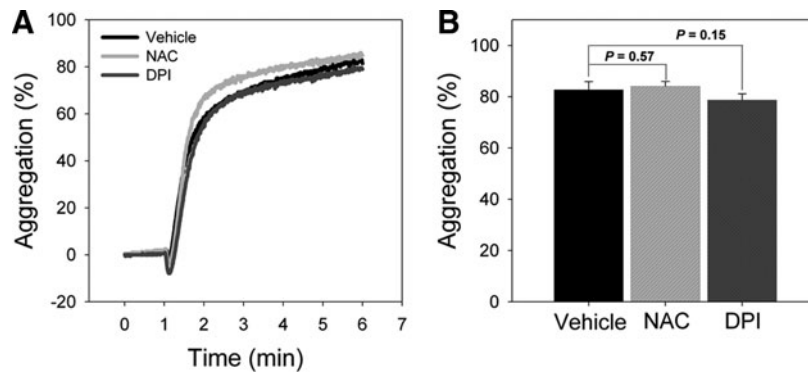 A
Aggregation (%)
100
80
60
40
20
0
-20
Vehicle
NAC
DPI
0 1 2 3 4 5 6 7
Time (min)
B
Aggregation (%)
100
80
60
40
20
0
P = 0.15
P = 0.57
Vehicle NAC DPI